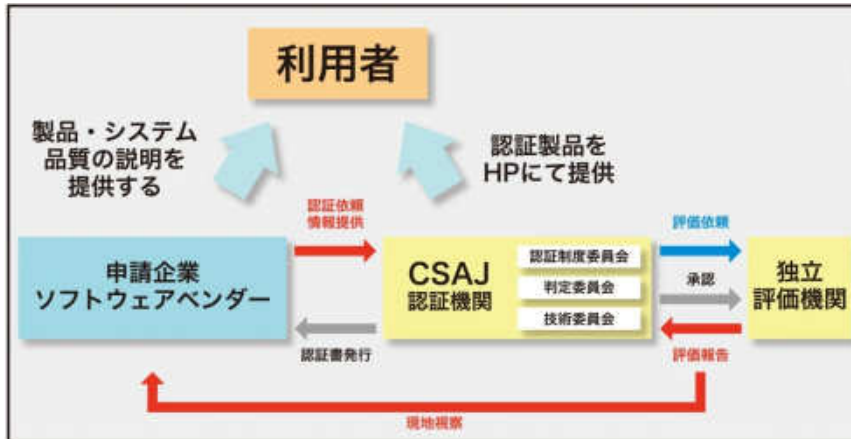 利用者
製品・システム
品質の説明を
提供する
認証製品を
HPにて提供
認証依頼
情報提供
評価依頼
申請企業
ソフトウェアベンダー
CSAJ
認証機関
認証制度委員会
判定委員会
技術委員会
承認
独立
評価機関
認証書発行
評価報告
現地視察